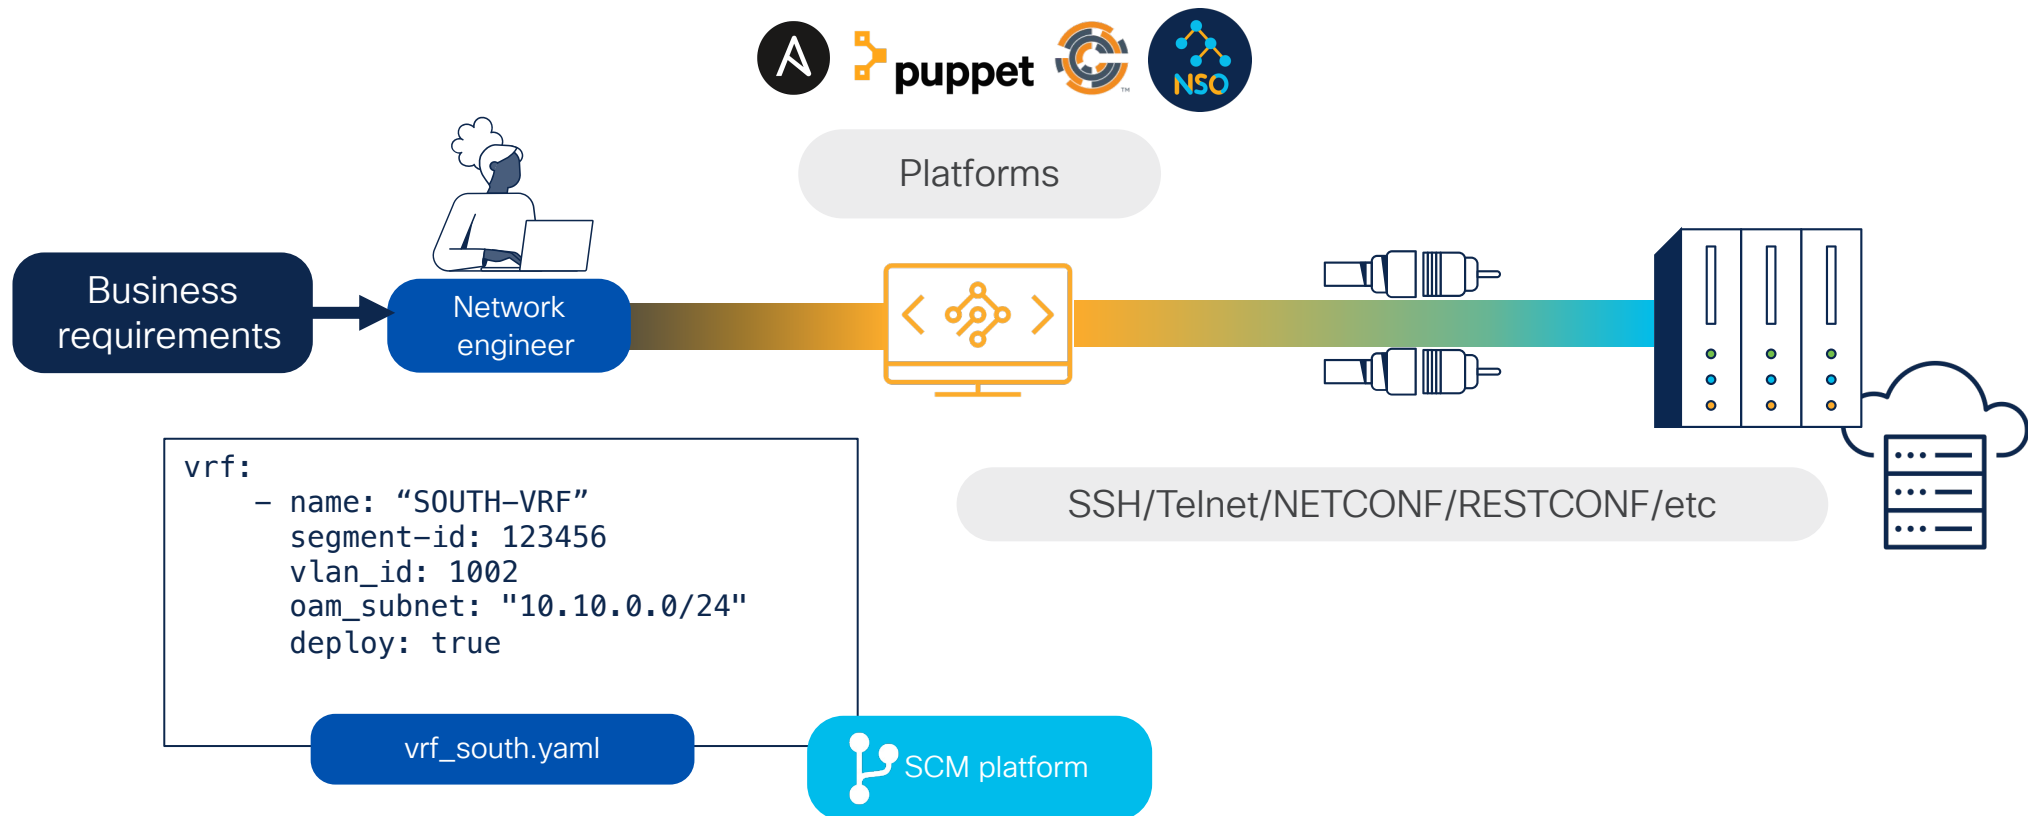 puppet
TM
NSO
Platforms
Business
requirements
Network
engineer
vrf:
– name: “SOUTH–VRF”
segment–id: 123456
vlan_id: 1002
oam_subnet: "10.10.0.0/24"
deploy: true
SSH/Telnet/NETCONF/RESTCONF/etc
vrf_south.yaml
SCM platform